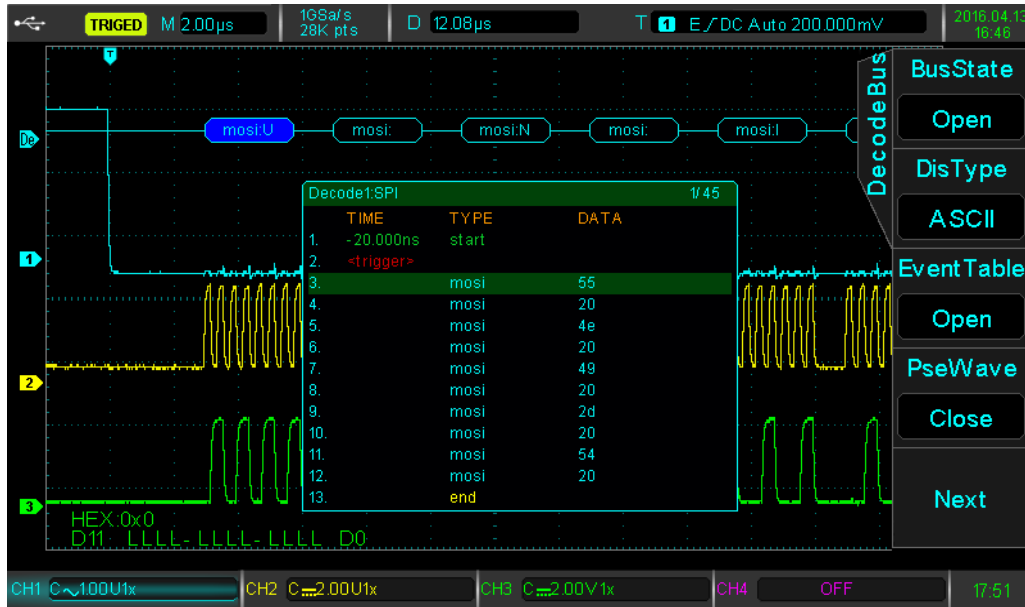 TRIGED M 2.00µs 1GSa/s D 12.08µs T 1 E DC Auto 200.000mV 2016.04.13
28K pts 16:46
T
DecodeBus
BusState
Open
DisType
ASCII
EventTable
Open
PseWave
Close
Next
De mosi:U mosi: mosi:N mosi: mosi:I
Decode1:SPI 1/45
TIME TYPE DATA
1. -20.000ns start
2. <trigger>
3. mosi 55
4. mosi 20
5. mosi 4e
6. mosi 20
7. mosi 49
8. mosi 20
9. mosi 2d
10. mosi 20
11. mosi 54
12. mosi 20
13. end
1
2
3
HEX:0x0
D11 LLLL-LLLL-LLLL D0
CH1 C 1.00U1x CH2 C 2.00U1x CH3 C 2.00V1x CH4 OFF 17:51